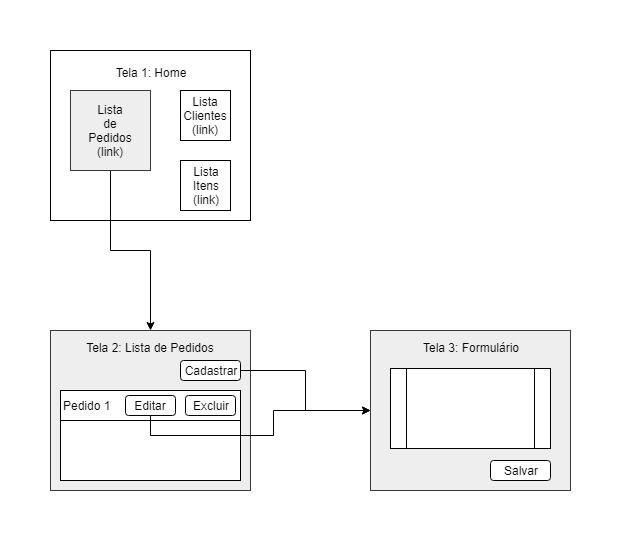 Tela 1: Home
Lista
de
Pedidos
(link)
Lista
Clientes
(link)
Lista
Itens
(link)
Tela 2: Lista de Pedidos
Cadastrar
Pedido 1
Editar
Excluir
Tela 3: Formulário
Salvar